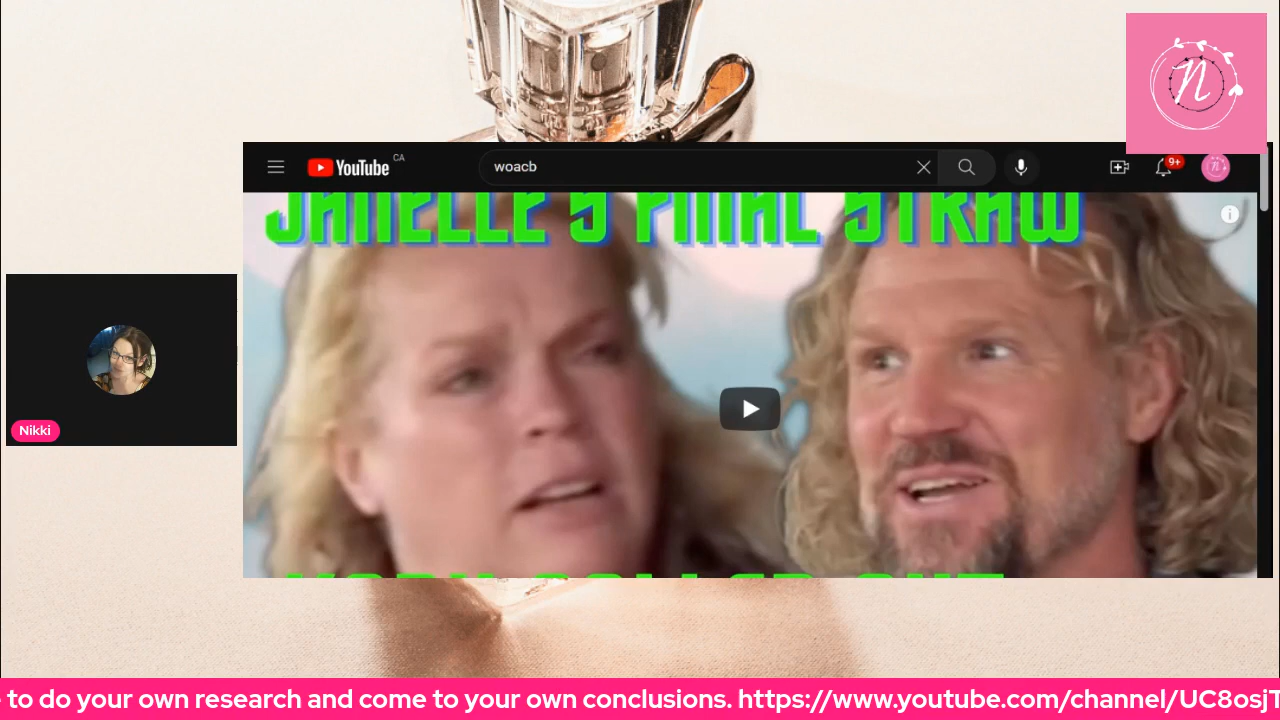 N
CA
YouTube
woacb
9+
JANELLE'S FINAL STRAW
Nikki
to do your own research and come to your own conclusions. https://www.youtube.com/channel/UC8osj